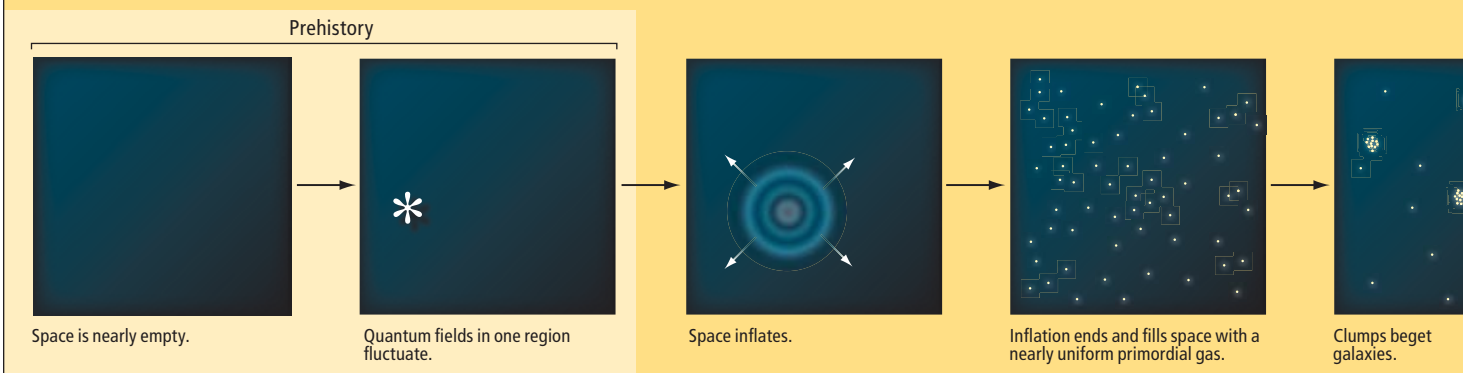 Prehistory
Space is nearly empty.
Quantum fields in one region
fluctuate.
Space inflates.
Inflation ends and fills space with a
nearly uniform primordial gas.
Clumps beget
galaxies.